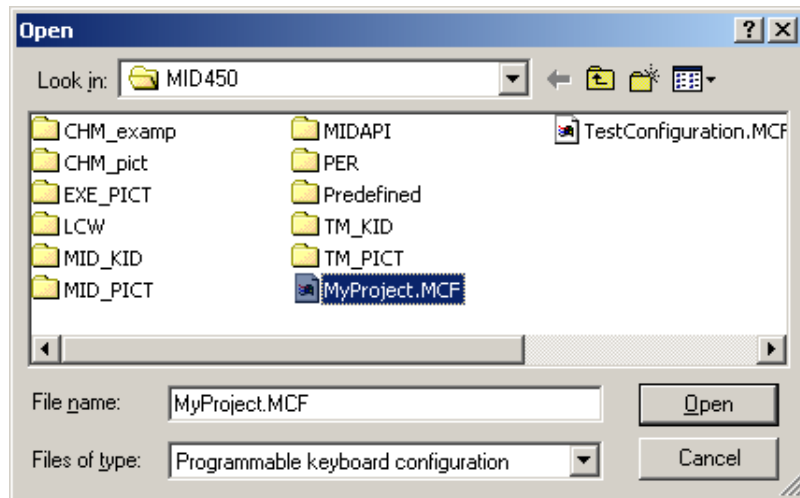 Open
Look in: MID450
CHM_examp MIDAPI TestConfiguration.MCF
CHM_pict PER
EXE_PICT Predefined
LCW TM_KID
MID_KID TM_PICT
MID_PICT MyProject.MCF
File name: MyProject.MCF Open
Files of type: Programmable keyboard configuration Cancel